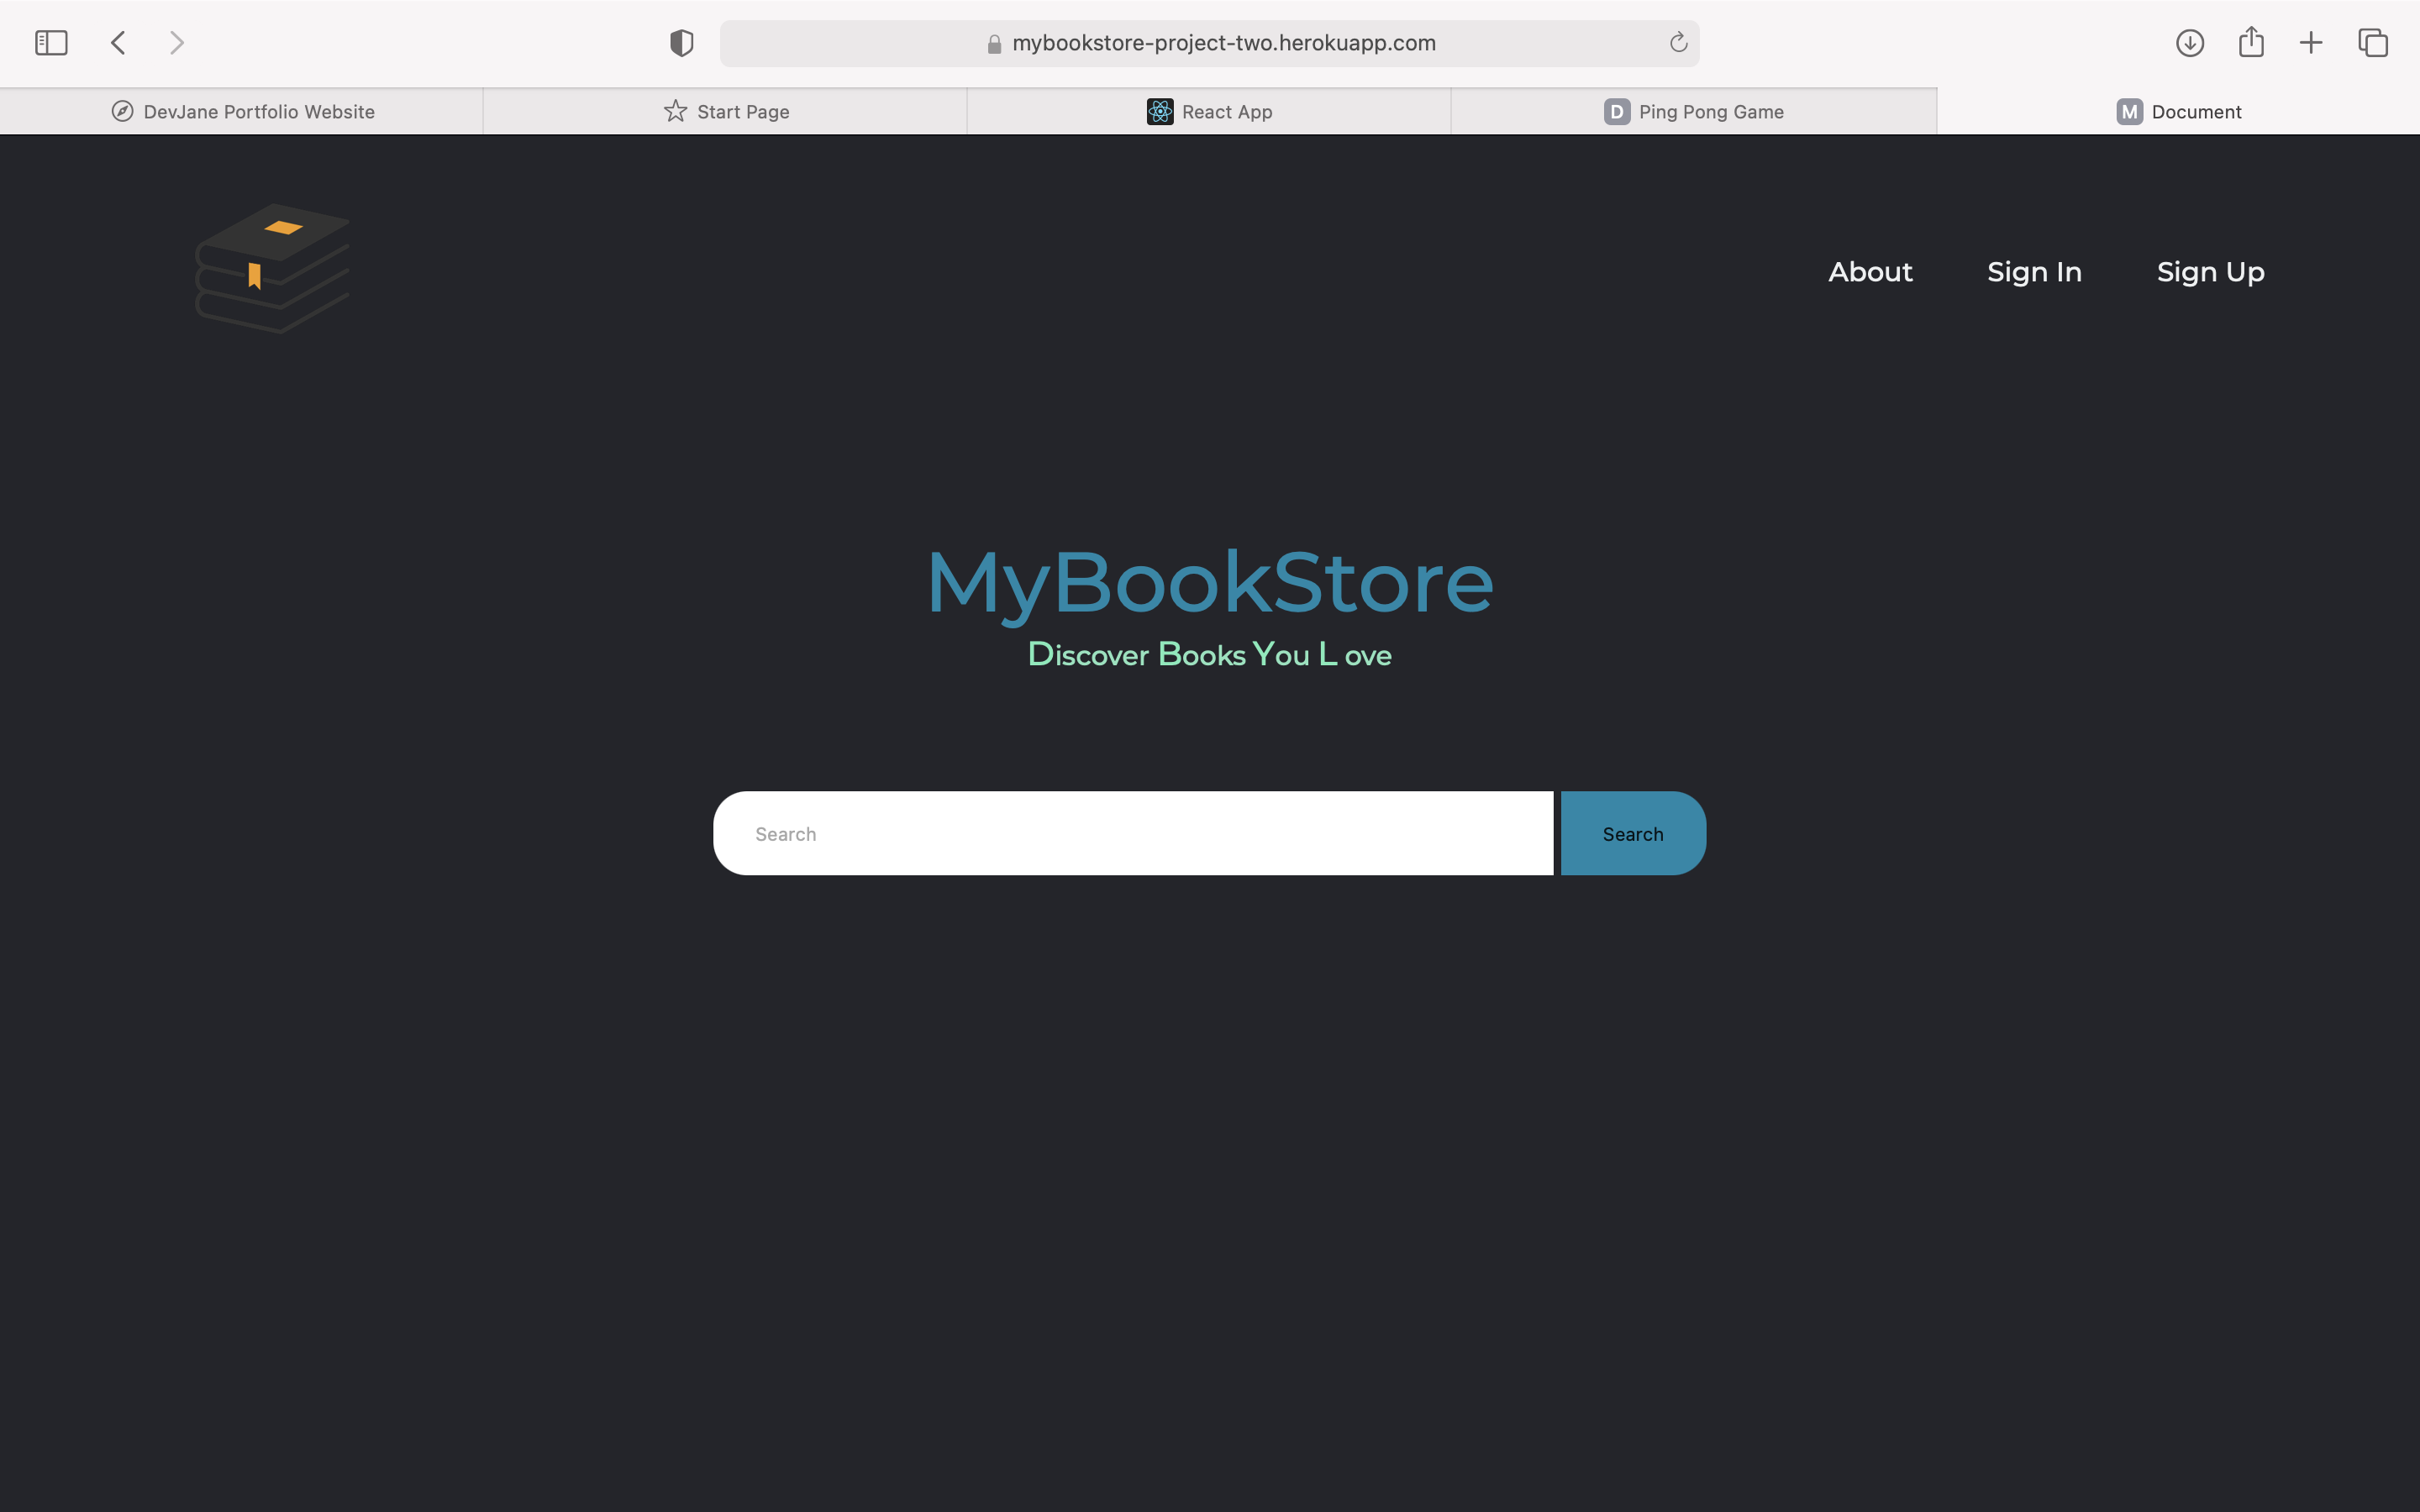 mybookstore-project-two.herokuapp.com
DevJane Portfolio Website
Start Page
React App
D Ping Pong Game
M Document
About Sign In Sign Up
MyBookStore
Discover Books You L ove
Search Search